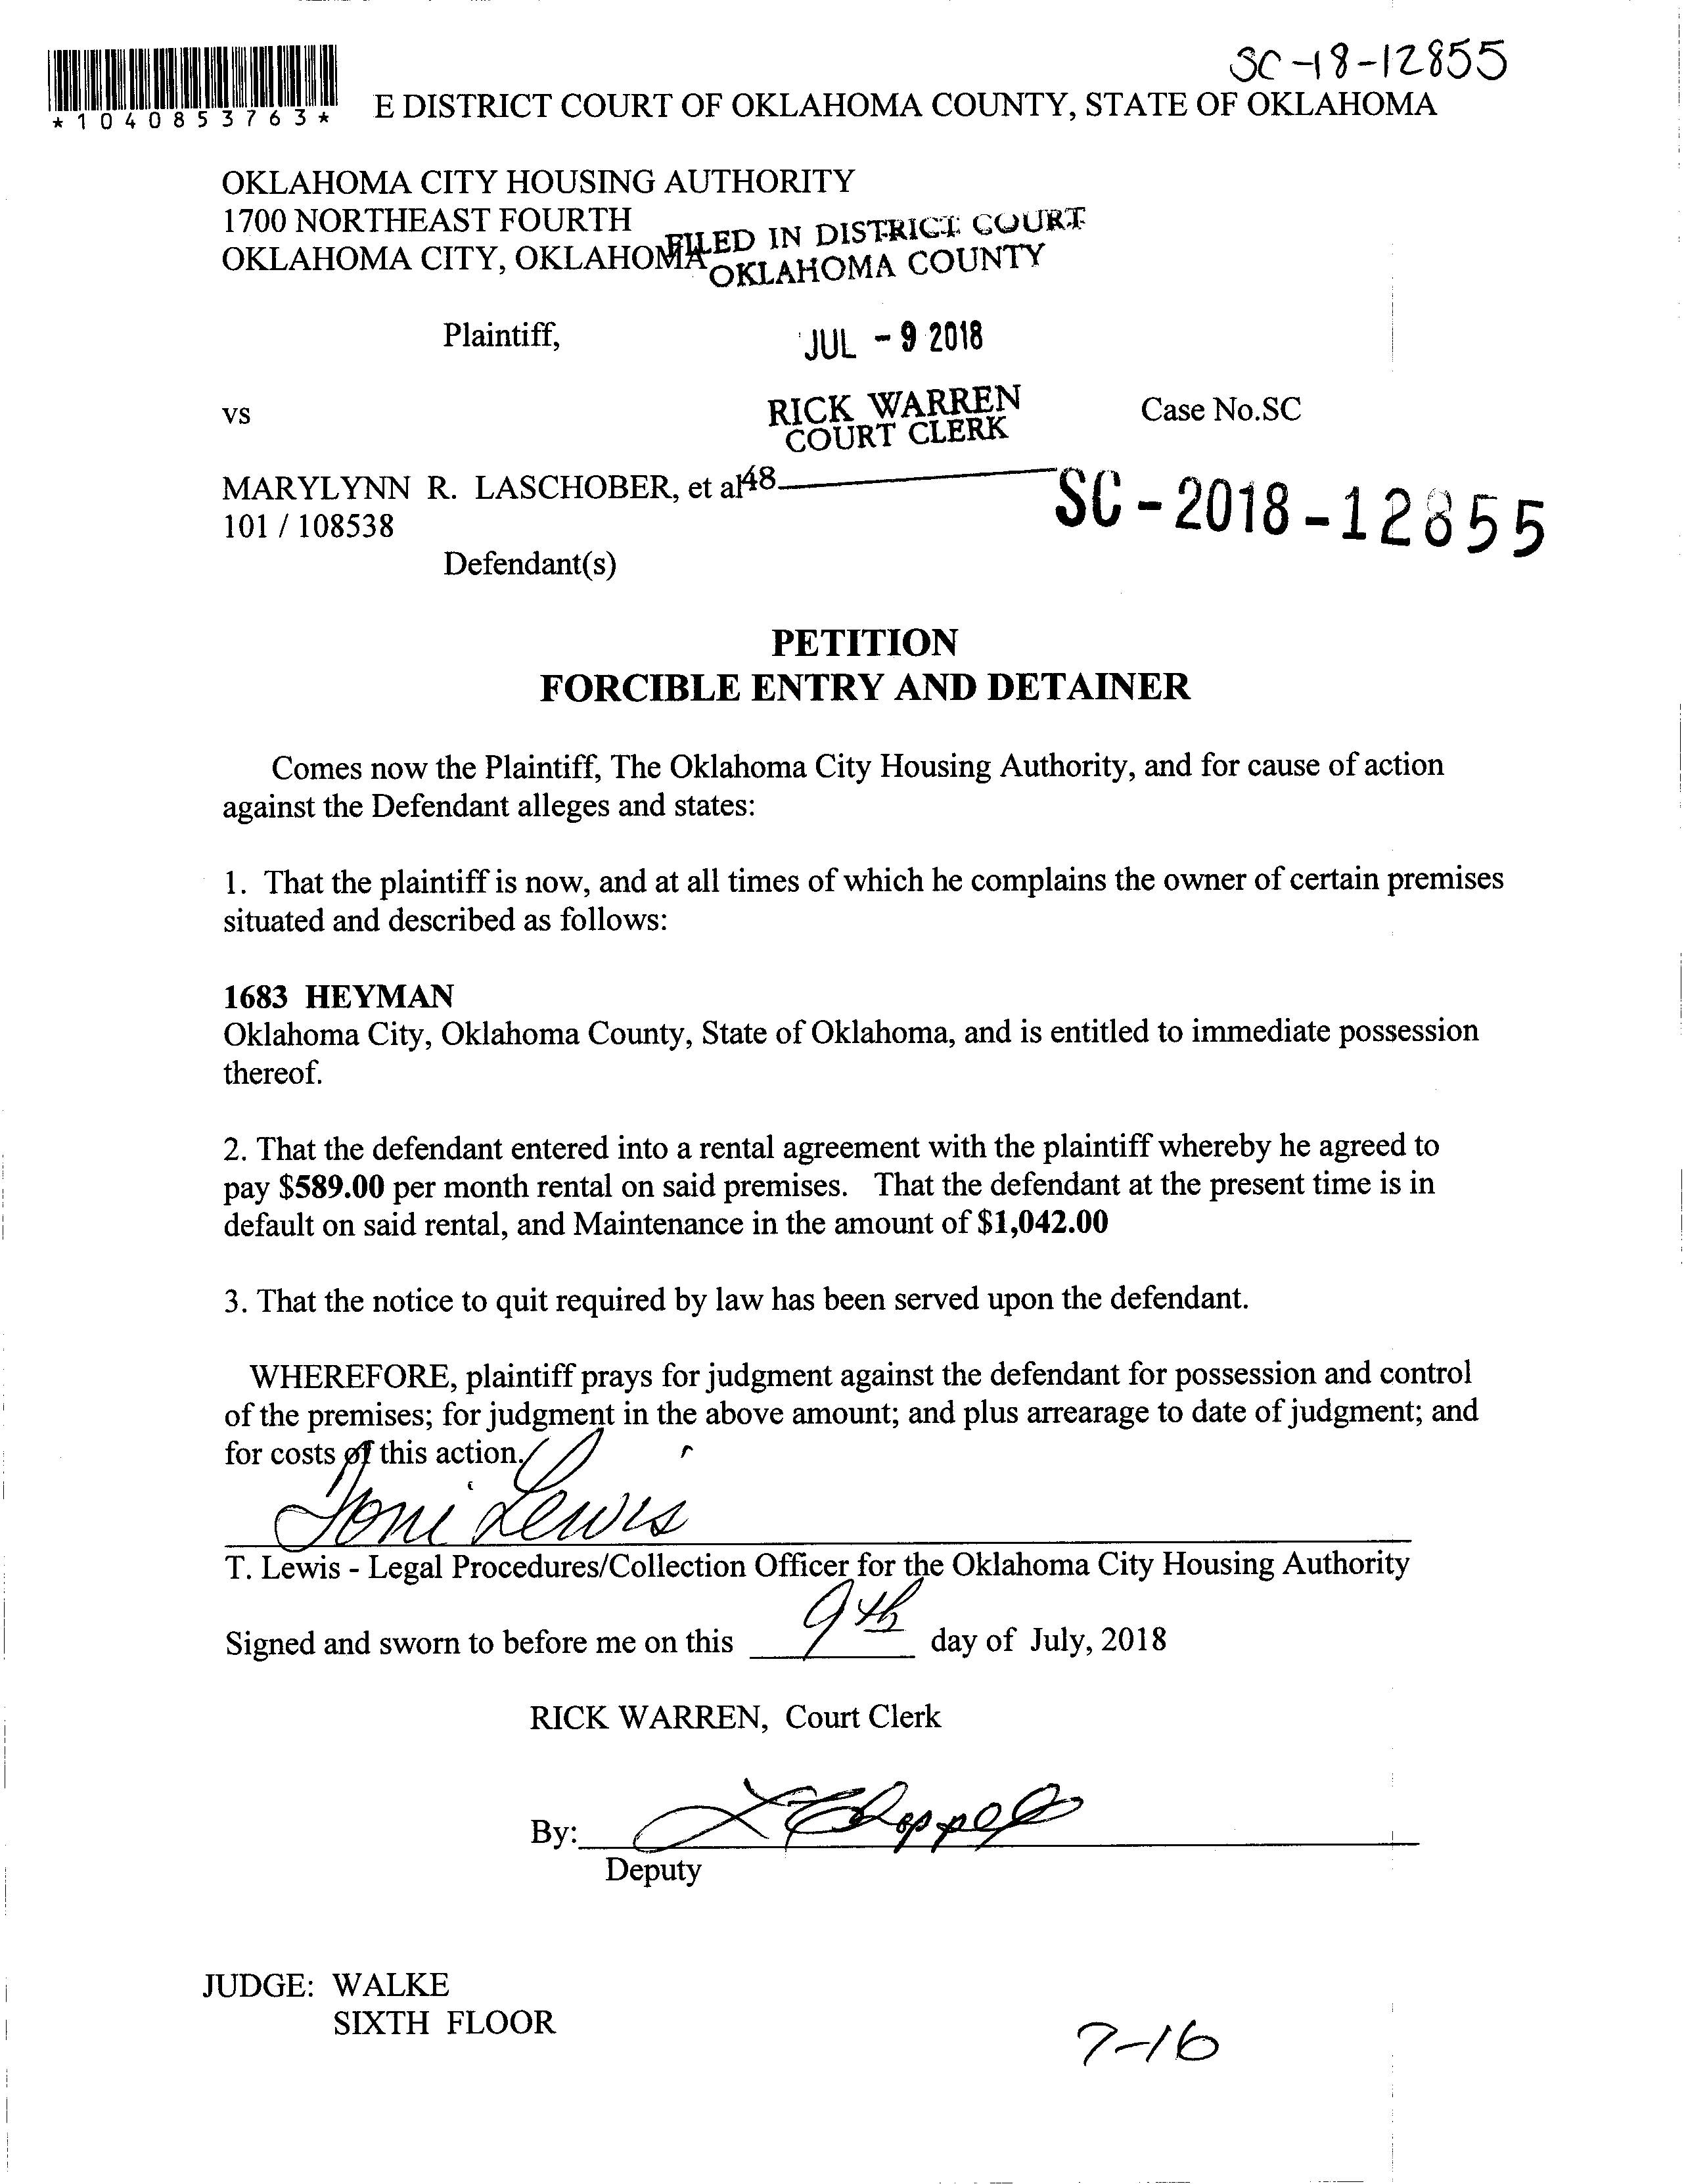 SC-18-12855
*1040853763*
E DISTRICT COURT OF OKLAHOMA COUNTY, STATE OF OKLAHOMA
OKLAHOMA CITY HOUSING AUTHORITY
1700 NORTHEAST FOURTH
OKLAHOMA CITY, OKLAHOMA
FILED IN DISTRICT COURT
OKLAHOMA COUNTY
Plaintiff,
JUL - 9 2018
vs
RICK WARREN
COURT CLERK
Case No.SC
MARYLYNN R. LASCHOBER, et al
48
SC - 2018 - 12855
101 / 108538
Defendant(s)
PETITION
FORCIBLE ENTRY AND DETAINER
Comes now the Plaintiff, The Oklahoma City Housing Authority, and for cause of action
against the Defendant alleges and states:
1. That the plaintiff is now, and at all times of which he complains the owner of certain premises
situated and described as follows:
1683 HEYMAN
Oklahoma City, Oklahoma County, State of Oklahoma, and is entitled to immediate possession
thereof.
2. That the defendant entered into a rental agreement with the plaintiff whereby he agreed to
pay $589.00 per month rental on said premises. That the defendant at the present time is in
default on said rental, and Maintenance in the amount of $1,042.00
3. That the notice to quit required by law has been served upon the defendant.
WHEREFORE, plaintiff prays for judgment against the defendant for possession and control
of the premises; for judgment in the above amount; and plus arrearage to date of judgment; and
for costs of this action.
Toni Lewis
T. Lewis - Legal Procedures/Collection Officer for the Oklahoma City Housing Authority
Signed and sworn to before me on this 9th day of July, 2018
RICK WARREN, Court Clerk
By:
Deputy
JUDGE: WALKE
SIXTH FLOOR
7-16